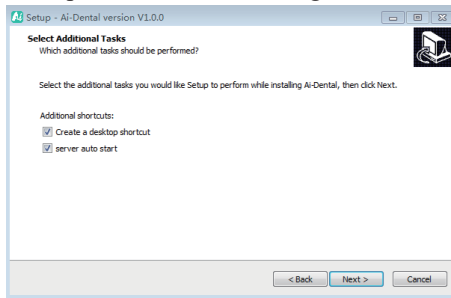 Ai Setup - Ai-Dental version V1.0.0
Select Additional Tasks
Which additional tasks should be performed?
Select the additional tasks you would like Setup to perform while installing Ai-Dental, then click Next.
Additional shortcuts:
Create a desktop shortcut
server auto start
< Back Next > Cancel